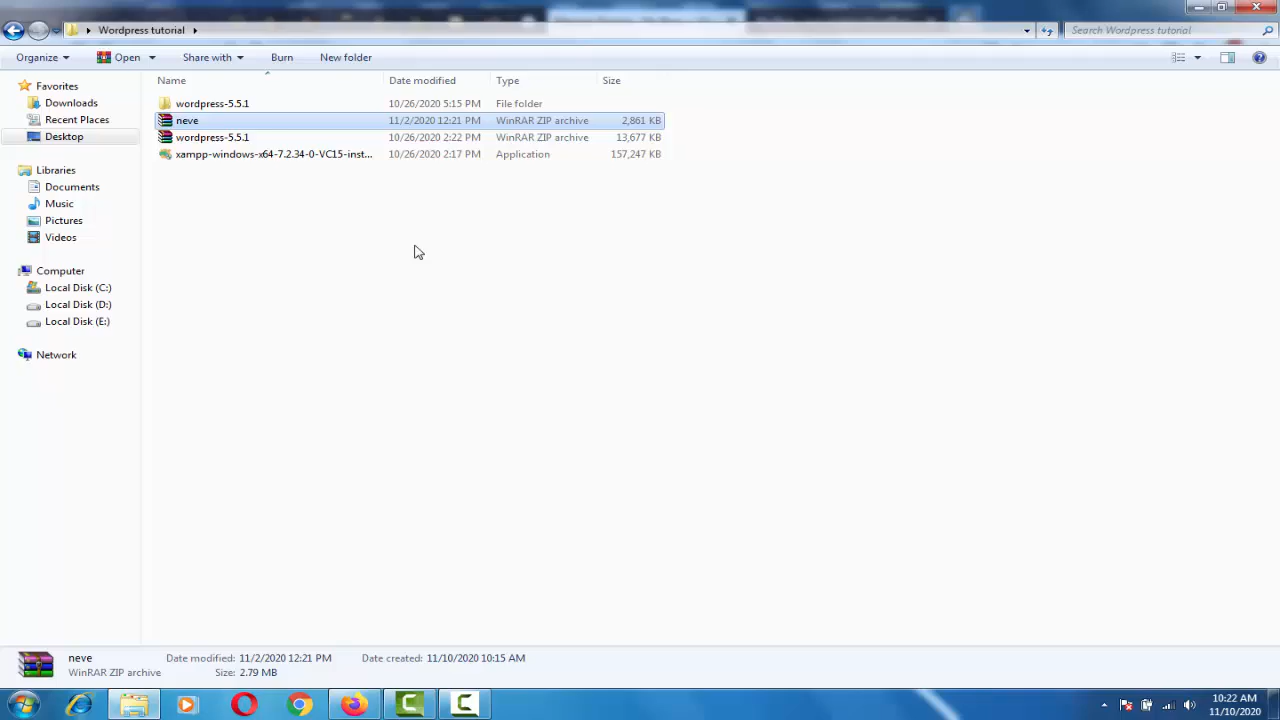 Wordpress tutorial
Search Wordpress tutorial
Organize Open Share with Burn New folder
Name Date modified Type Size
Favorites
Downloads
Recent Places
Desktop
Libraries
Documents
Music
Pictures
Videos
Computer
Local Disk (C:)
Local Disk (D:)
Local Disk (E:)
Network
wordpress-5.5.1 10/26/2020 5:15 PM File folder
neve 11/2/2020 12:21 PM WinRAR ZIP archive 2,861 KB
wordpress-5.5.1 10/26/2020 2:22 PM WinRAR ZIP archive 13,677 KB
xampp-windows-x64-7.2.34-0-VC15-inst... 10/26/2020 2:17 PM Application 157,247 KB
neve Date modified: 11/2/2020 12:21 PM Date created: 11/10/2020 10:15 AM
WinRAR ZIP archive Size: 2.79 MB
10:22 AM
11/10/2020